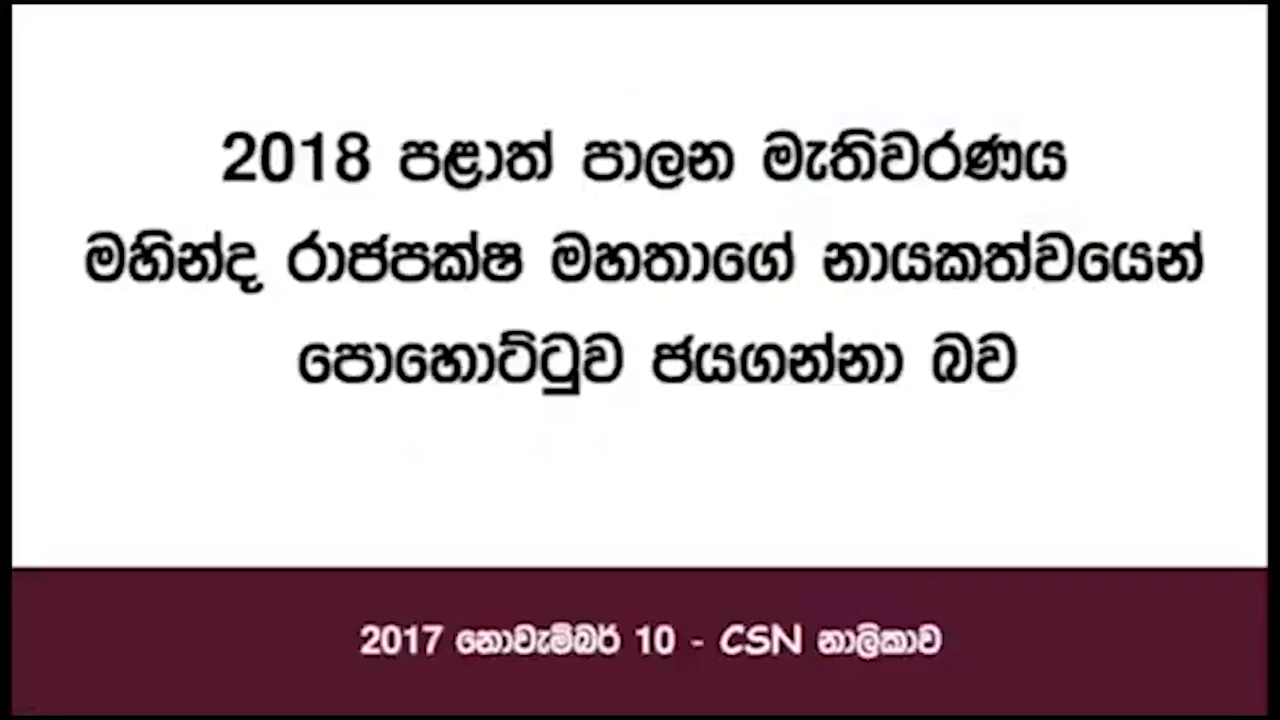 2018 පළාත් පාලන මැතිවරණය
මහින්ද රාජපක්ෂ මහතාගේ නායකත්වයෙන්
පොහොට්ටුව ජයගන්නා බව
2017 නොවැම්බර් 10 - CSN නාලිකාව